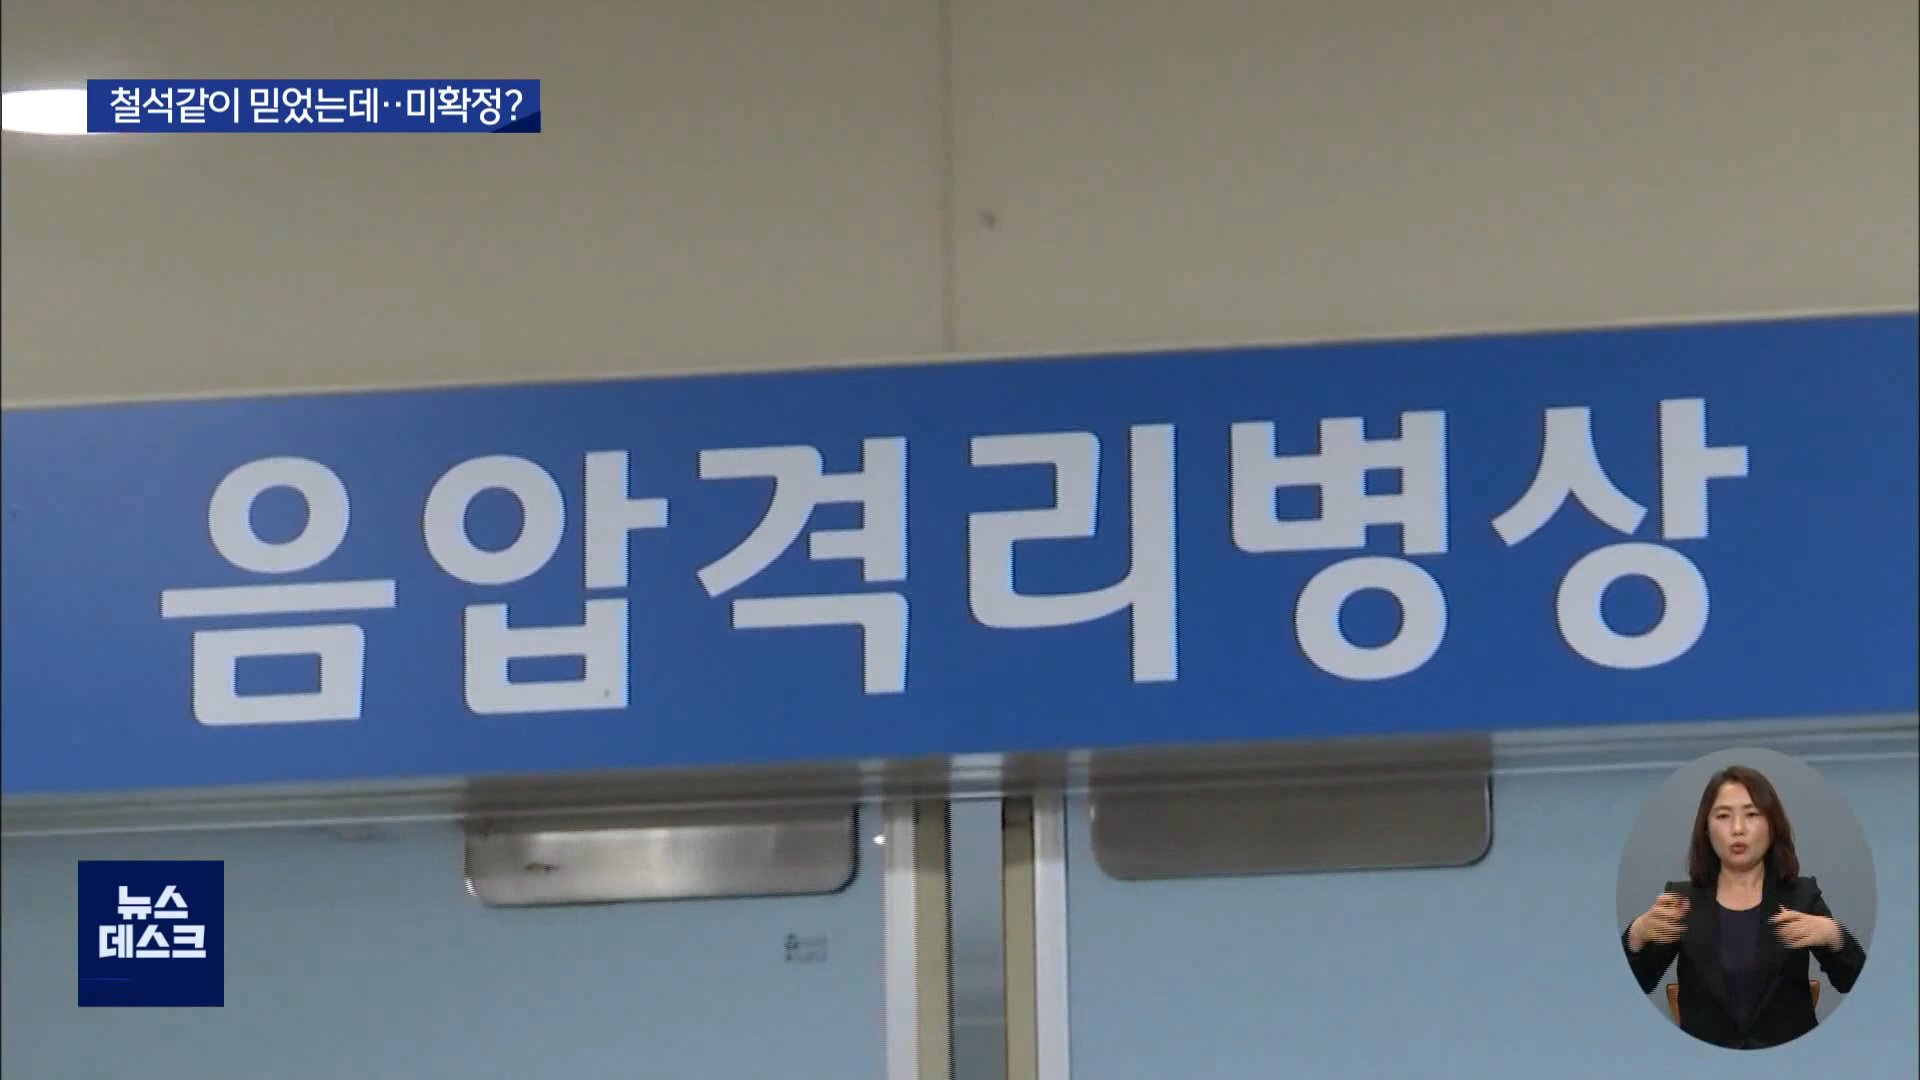 철석같이 믿었는데··미확정?
음압격리병상
뉴스
데스크